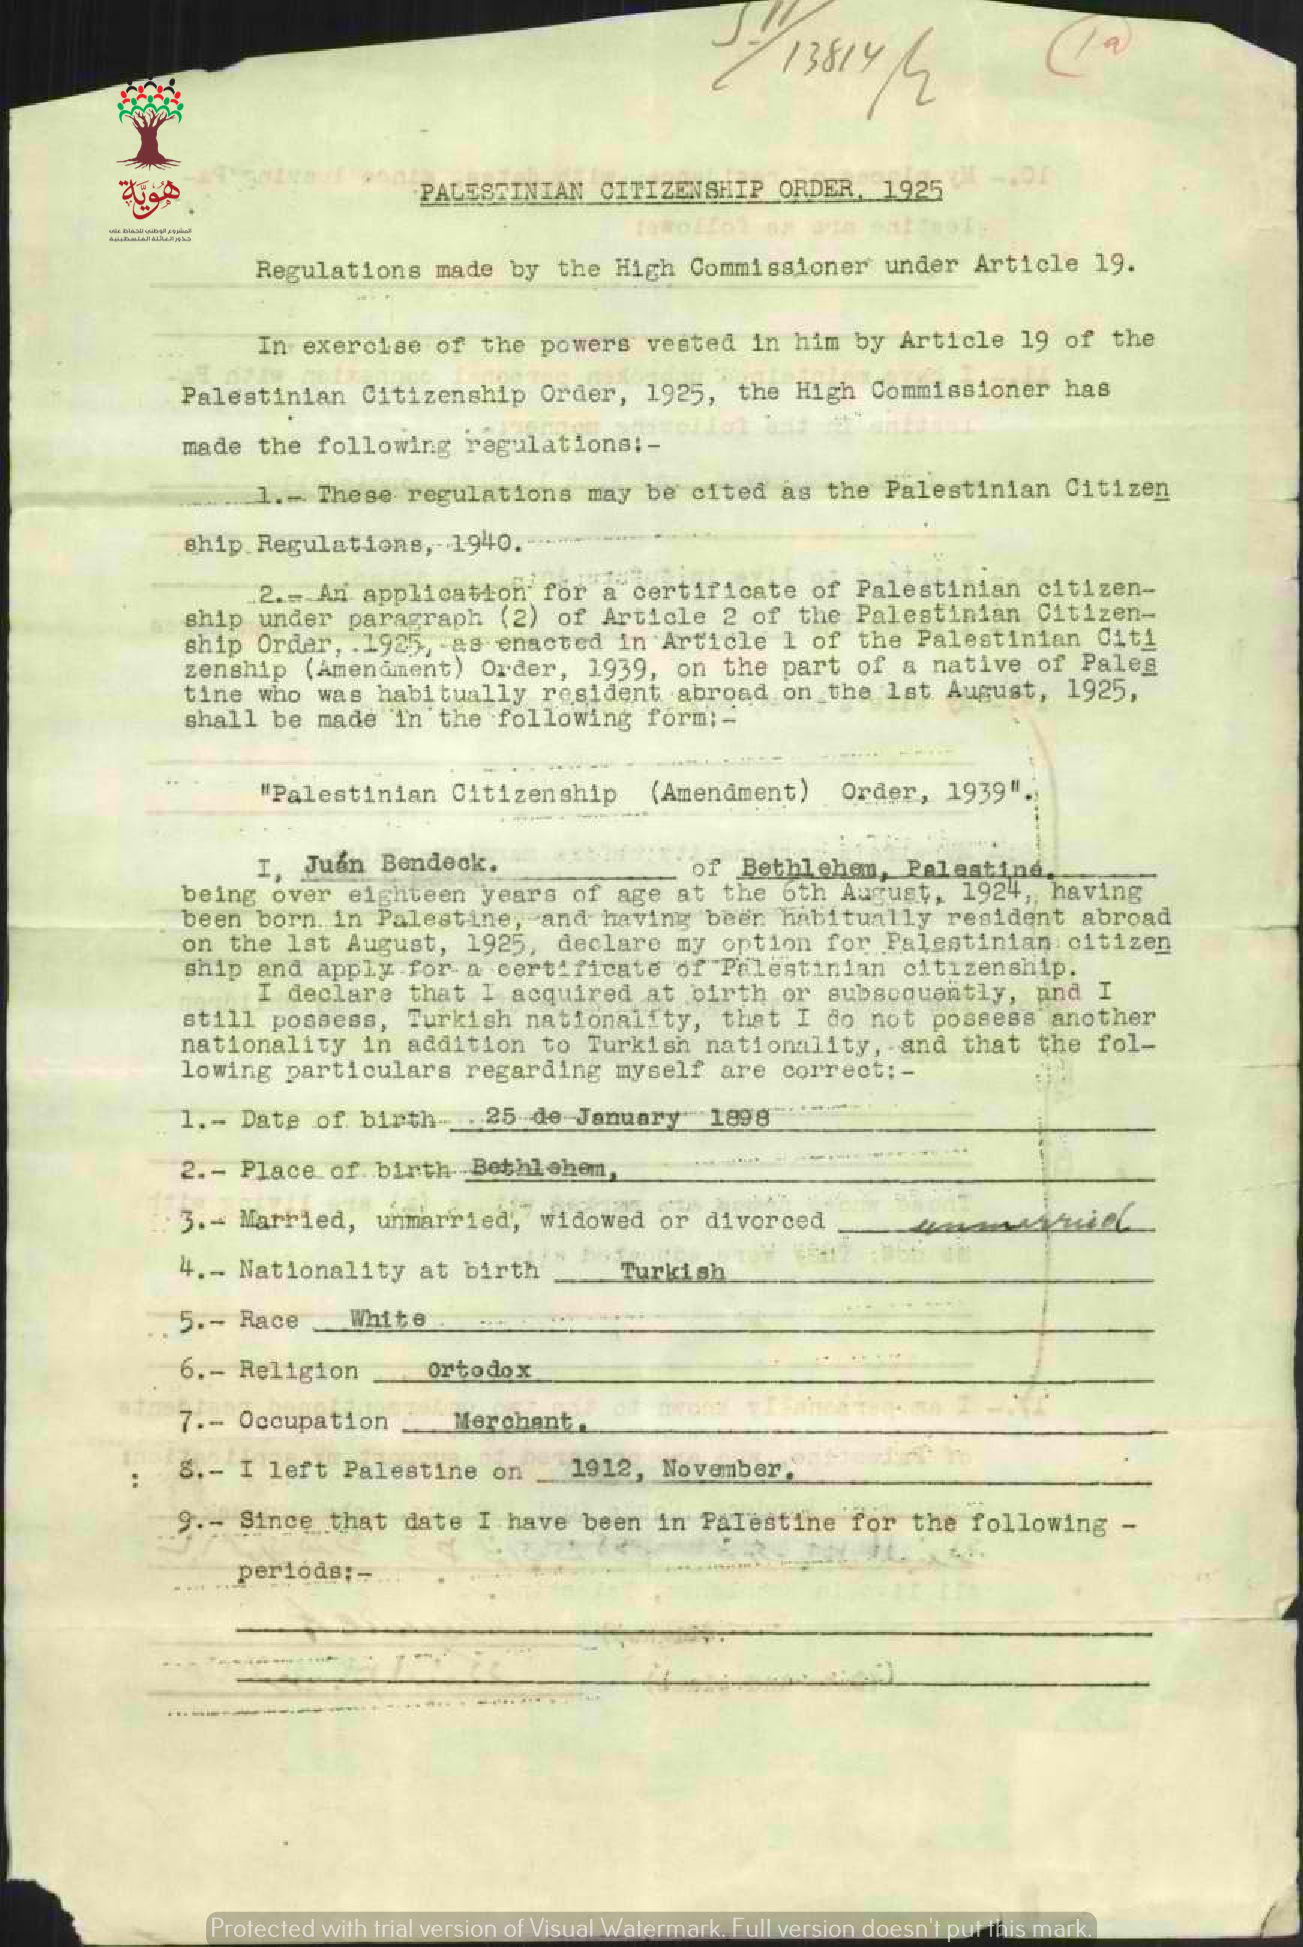 13814
1a
هويّة
المشروع الوطني للحفاظ على
جذور العائلة الفلسطينية
PALESTINIAN CITIZENSHIP ORDER, 1925
Regulations made by the High Commissioner under Article 19.
In exercise of the powers vested in him by Article 19 of the
Palestinian Citizenship Order, 1925, the High Commissioner has
made the following regulations:-
1.- These regulations may be cited as the Palestinian Citizen
ship Regulations, 1940.
2.- An application for a certificate of Palestinian citizen-
ship under paragraph (2) of Article 2 of the Palestinian Citizen-
ship Order, 1925, as enacted in Article 1 of the Palestinian Citi
zenship (Amendment) Order, 1939, on the part of a native of Pales
tine who was habitually resident abroad on the 1st August, 1925,
shall be made in the following form:-
"Palestinian Citizenship (Amendment) Order, 1939".
I, Juán Bendeck. of Bethlehem, Palestine.
being over eighteen years of age at the 6th August, 1924, having
been born in Palestine, and having been habitually resident abroad
on the 1st August, 1925, declare my option for Palestinian citizen
ship and apply for a certificate of Palestinian citizenship.
I declare that I acquired at birth or subsequently, and I
still possess, Turkish nationality, that I do not possess another
nationality in addition to Turkish nationality, and that the fol-
lowing particulars regarding myself are correct:-
1.- Date of birth 25 de January 1898
2.- Place of birth Bethlehem,
3.- Married, unmarried, widowed or divorced unmarried
4.- Nationality at birth Turkish
5.- Race White
6.- Religion Ortodox
7.- Occupation Merchant.
8.- I left Palestine on 1912, November.
9.- Since that date I have been in Palestine for the following -
periods:-
Protected with trial version of Visual Watermark. Full version doesn't put this mark.